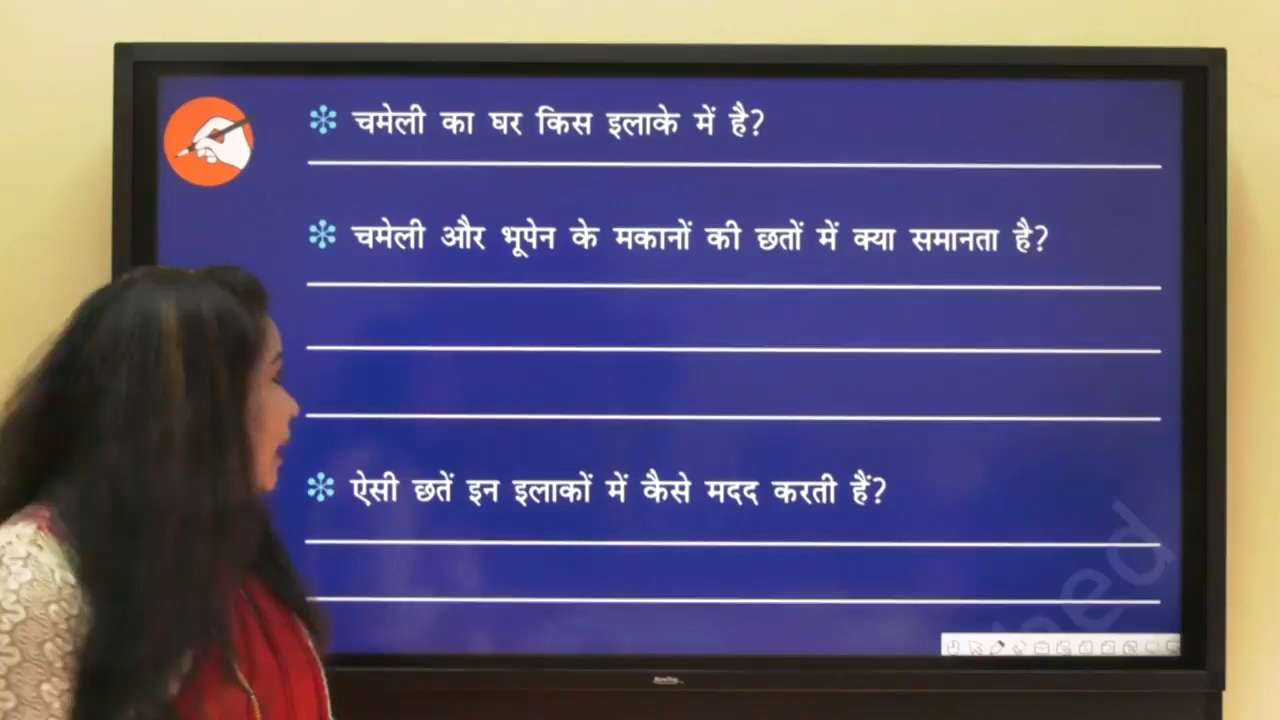 चमेली का घर किस इलाके में है?
चमेली और भूपेन के मकानों की छतों में क्या समानता है?
ऐसी छतें इन इलाकों में कैसे मदद करती हैं?